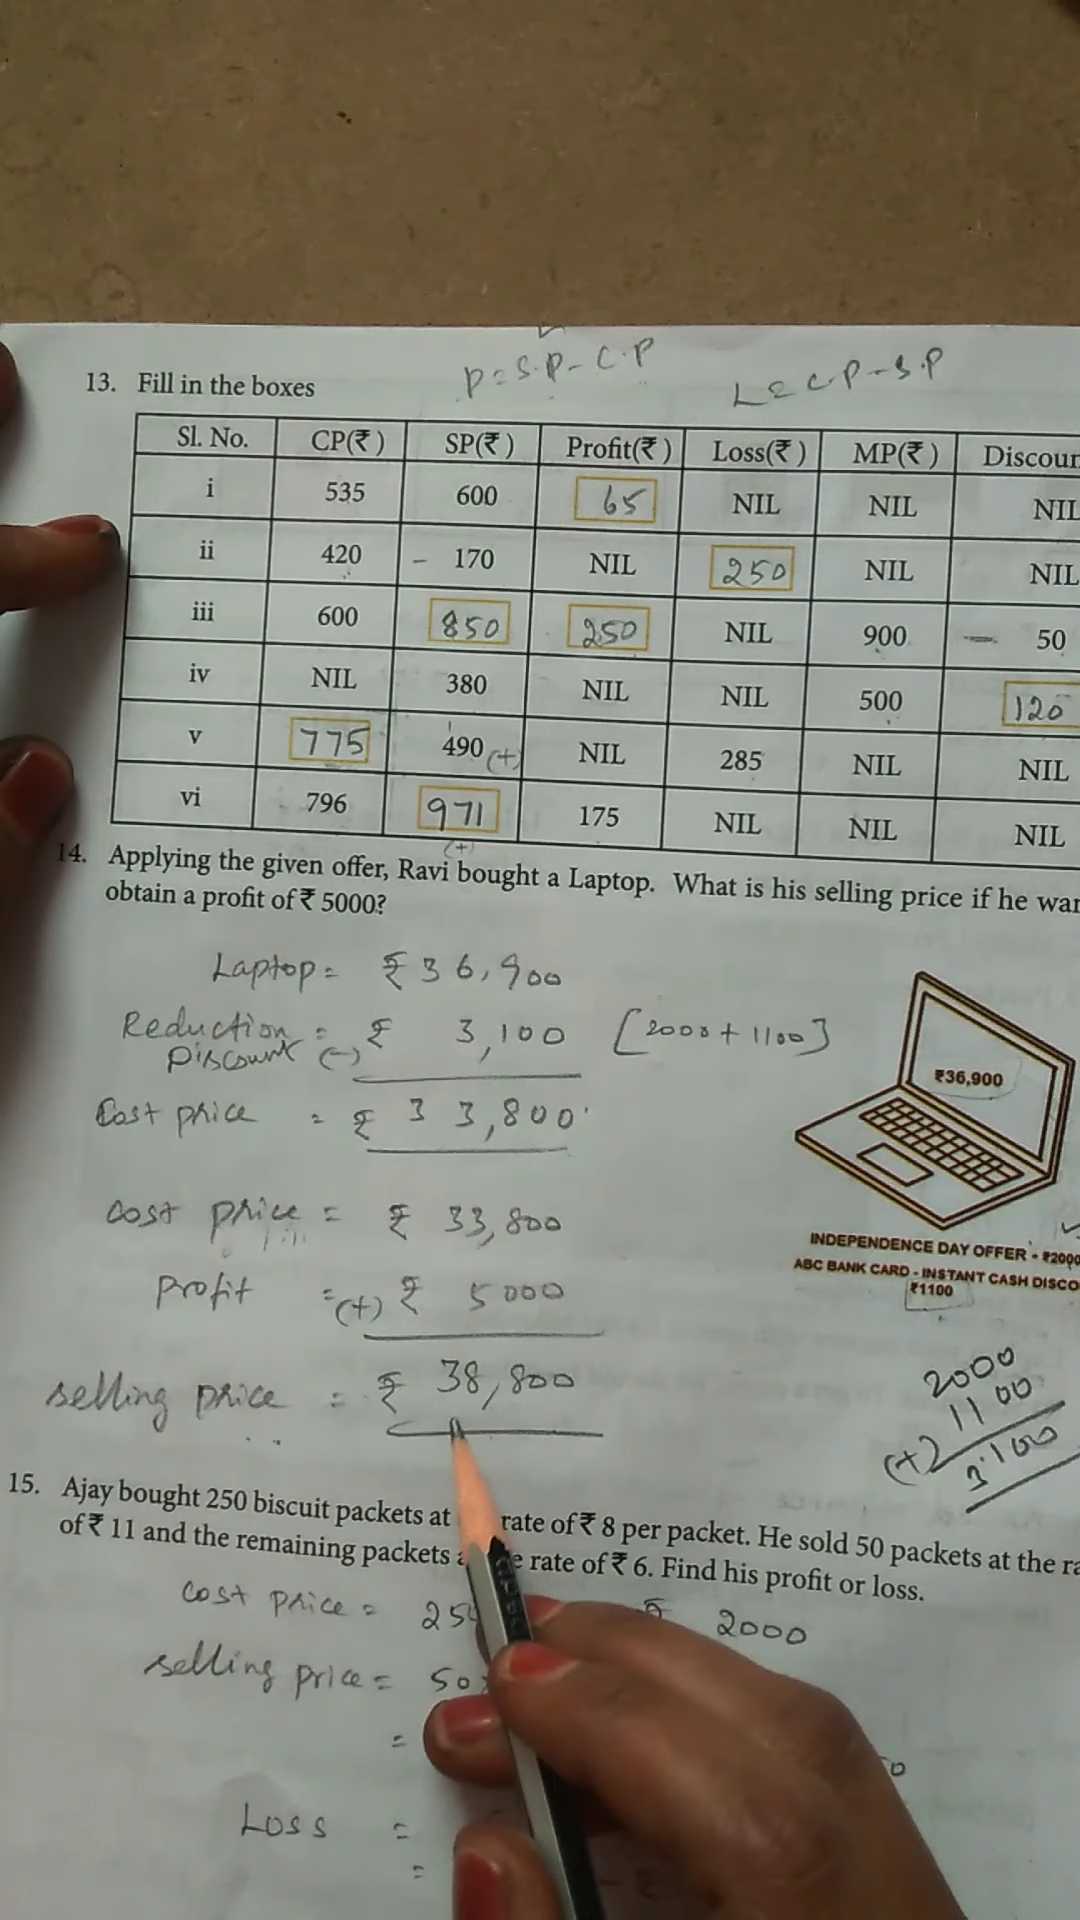 P=S.P-C.P
L=C.P-S.P
13. Fill in the boxes
Sl. No. CP(₹) SP(₹) Profit(₹) Loss(₹) MP(₹) Discoun
i 535 600 65 NIL NIL NIL
ii 420 - 170 NIL 250 NIL NIL
iii 600 850 250 NIL 900 - 50
iv NIL 380 NIL NIL 500 120
v 775 490 (+) NIL 285 NIL NIL
vi 796 971 175 NIL NIL NIL
(+)
14. Applying the given offer, Ravi bought a Laptop. What is his selling price if he wan
obtain a profit of ₹ 5000?
Laptop = ₹ 36,900
Reduction = ₹ 3,100 [2000+1100]
Discount (-)
Cost price = ₹ 33,800
cost price = ₹ 33,800
Profit = (+) ₹ 5000
selling price = ₹ 38,800
₹36,900
INDEPENDENCE DAY OFFER - ₹2000
ABC BANK CARD - INSTANT CASH DISCO
₹1100
2000
1100
(+)
3100
15. Ajay bought 250 biscuit packets at rate of ₹ 8 per packet. He sold 50 packets at the ra
of ₹ 11 and the remaining packets rate of ₹ 6. Find his profit or loss.
cost price = 25 ₹ 2000
selling price = 50
=
Loss =
=